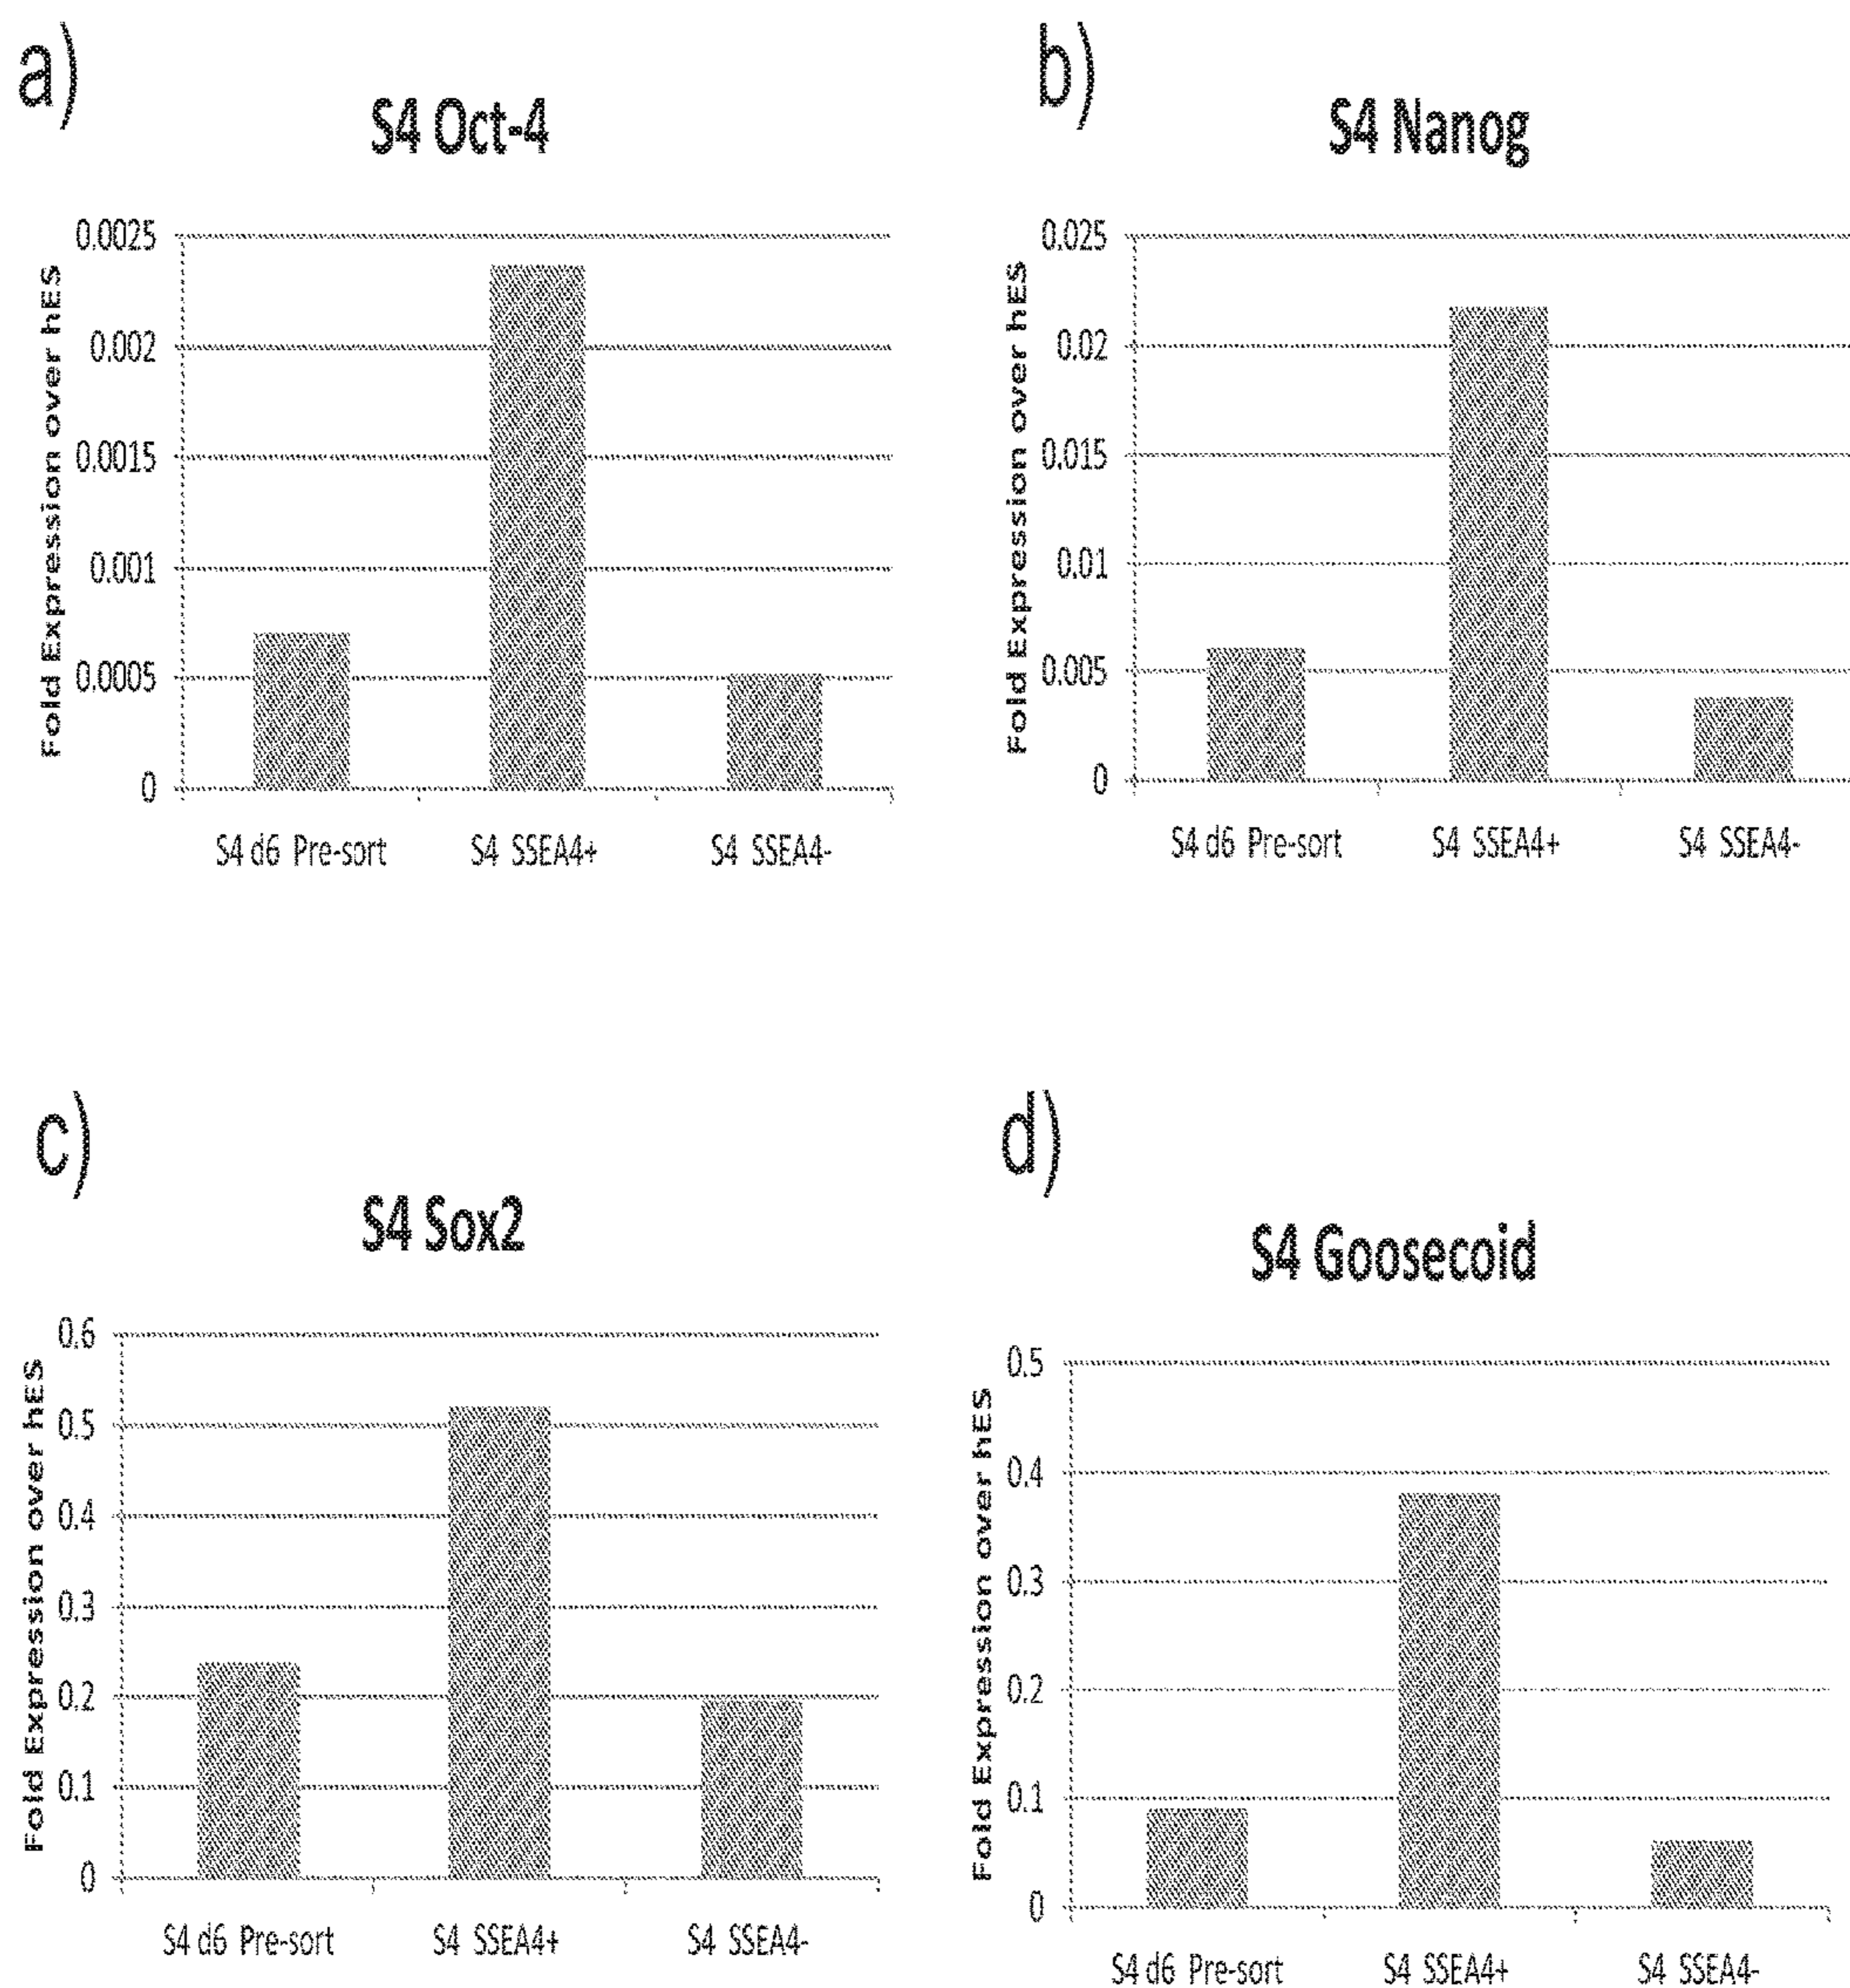 a)
S4 Oct-4
Fold Expression over hES
0.0025
0.002
0.0015
0.001
0.0005
0
S4 d6 Pre-sort
S4 SSEA4+
S4 SSEA4-
b)
S4 Nanog
Fold Expression over hES
0.025
0.02
0.015
0.01
0.005
0
S4 d6 Pre-sort
S4 SSEA4+
S4 SSEA4-
c)
S4 Sox2
Fold Expression over hES
0.6
0.5
0.4
0.3
0.2
0.1
0
S4 d6 Pre-sort
S4 SSEA4+
S4 SSEA4-
d)
S4 Goosecoid
Fold Expression over hES
0.5
0.4
0.3
0.2
0.1
0
S4 d6 Pre-sort
S4 SSEA4+
S4 SSEA4-